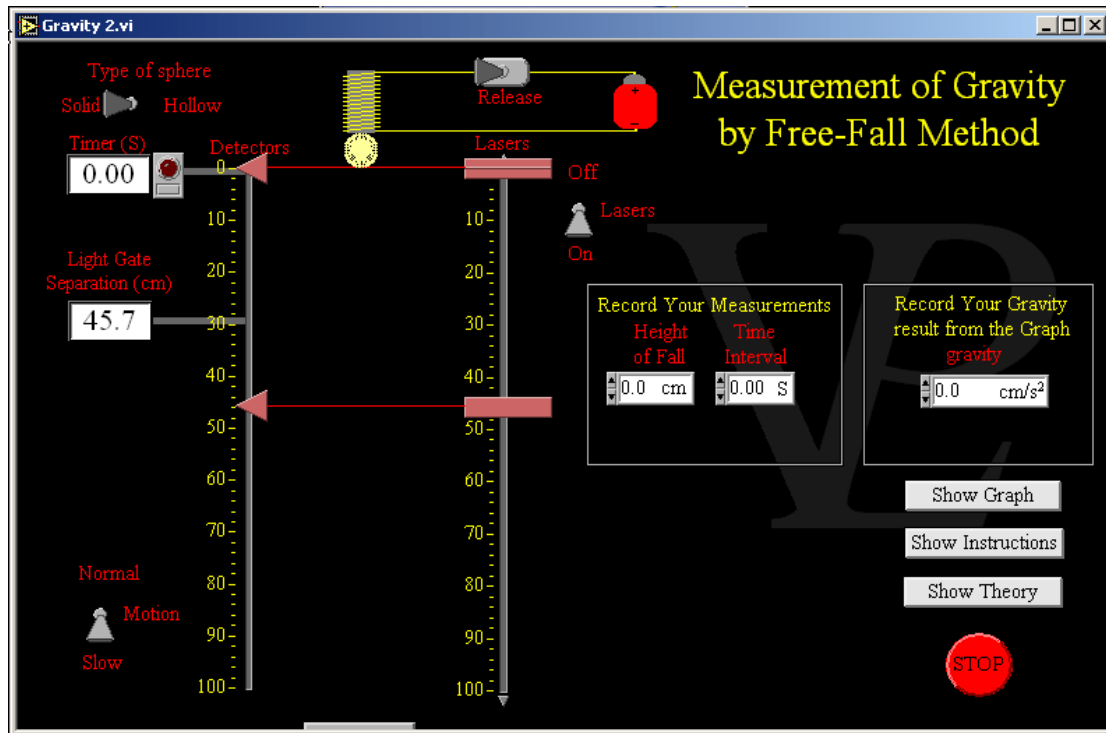 Gravity 2.vi
Type of sphere
Solid
Hollow
Release
+
–
Measurement of Gravity
by Free-Fall Method
Timer (S)
0.00
Detectors
Lasers
0-
10-
20-
30-
40-
50-
60-
70-
80-
90-
100-
10-
20-
30-
40-
50-
60-
70-
80-
90-
100-
Off
Lasers
On
Light Gate
Separation (cm)
45.7
Record Your Measurements
Height
of Fall
0.0 cm
Time
Interval
0.00 S
Record Your Gravity
result from the Graph
gravity
0.0 cm/s²
Show Graph
Show Instructions
Show Theory
STOP
Normal
Motion
Slow
VPL